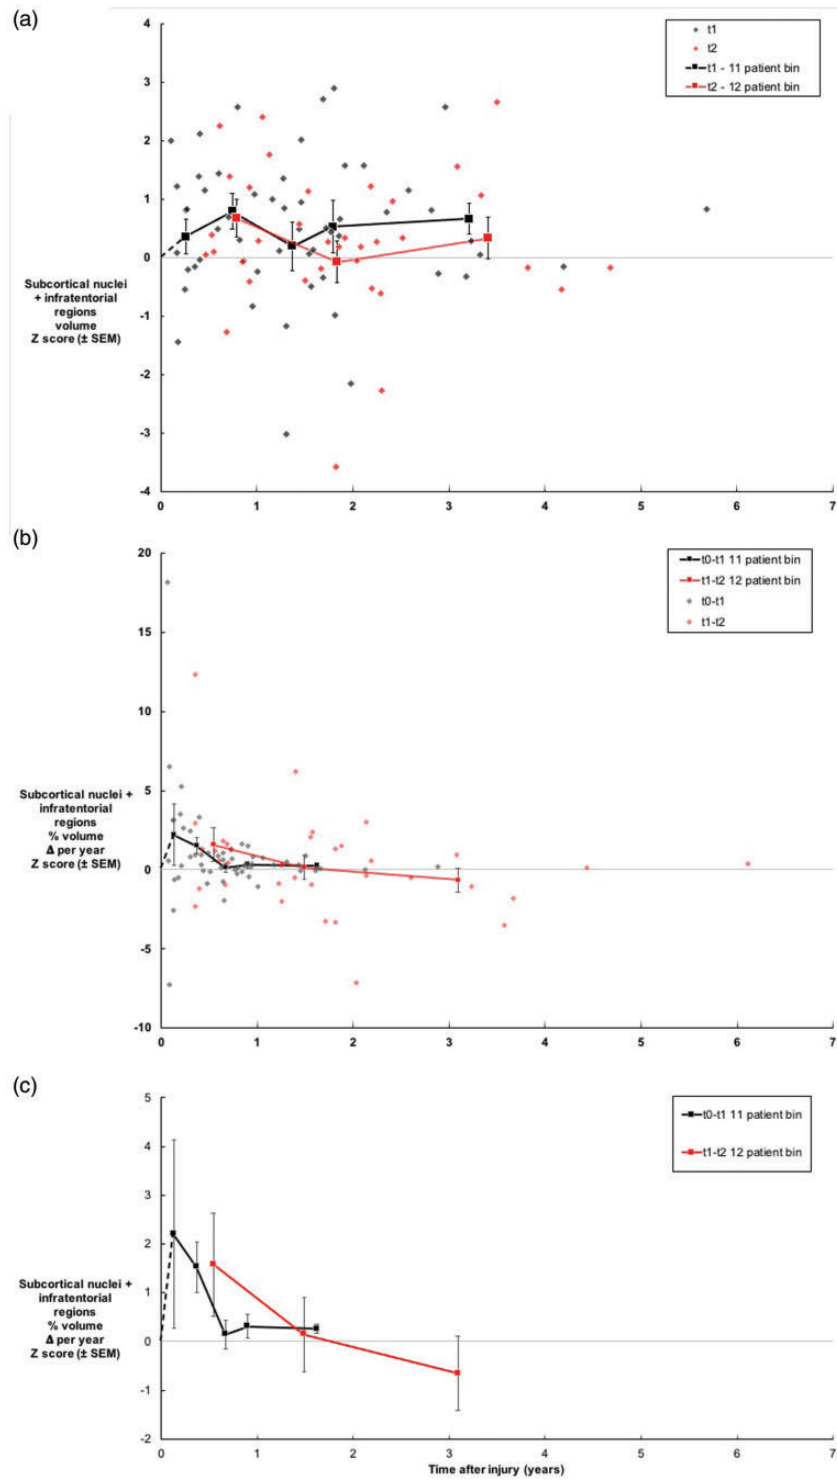 (a)
4
3
2
1
0
-1
-2
-3
-4
Subcortical nuclei
+ infratentorial
regions
volume
Z score (± SEM)
t1
t2
t1 - 11 patient bin
t2 - 12 patient bin
0 1 2 3 4 5 6 7
(b)
20
15
10
5
0
-5
-10
Subcortical nuclei +
infratentorial
regions
% volume
Δ per year
Z score (± SEM)
t0-t1 11 patient bin
t1-t2 12 patient bin
t0-t1
t1-t2
0 1 2 3 4 5 6 7
(c)
5
4
3
2
1
0
-1
-2
Subcortical nuclei +
infratentorial
regions
% volume
Δ per year
Z score (± SEM)
t0-t1 11 patient bin
t1-t2 12 patient bin
0 1 2 3 4 5 6 7
Time after injury (years)